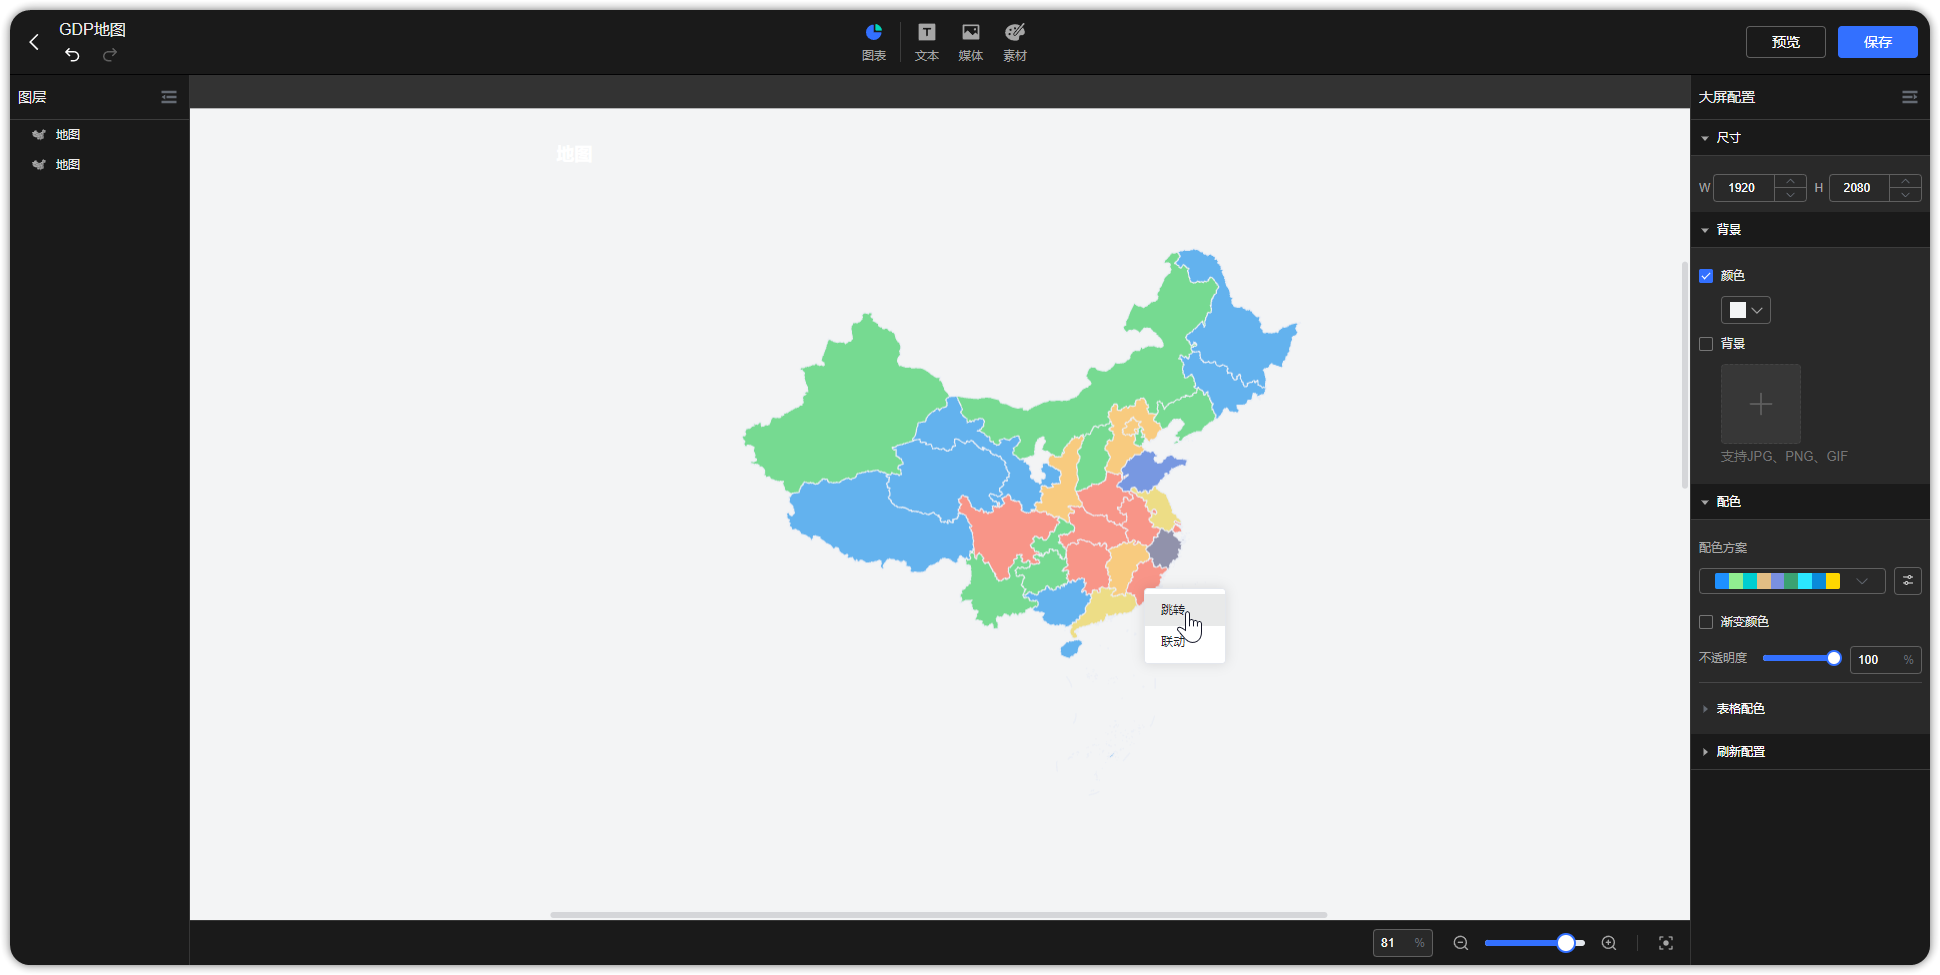 GDP地图
图表
文本
媒体
素材
预览
保存
图层
地图
地图
地图
跳转
联动
81 %
大屏配置
尺寸
W 1920 H 2080
背景
颜色
背景
支持JPG、PNG、GIF
配色
配色方案
渐变颜色
不透明度 100 %
表格配色
刷新配置